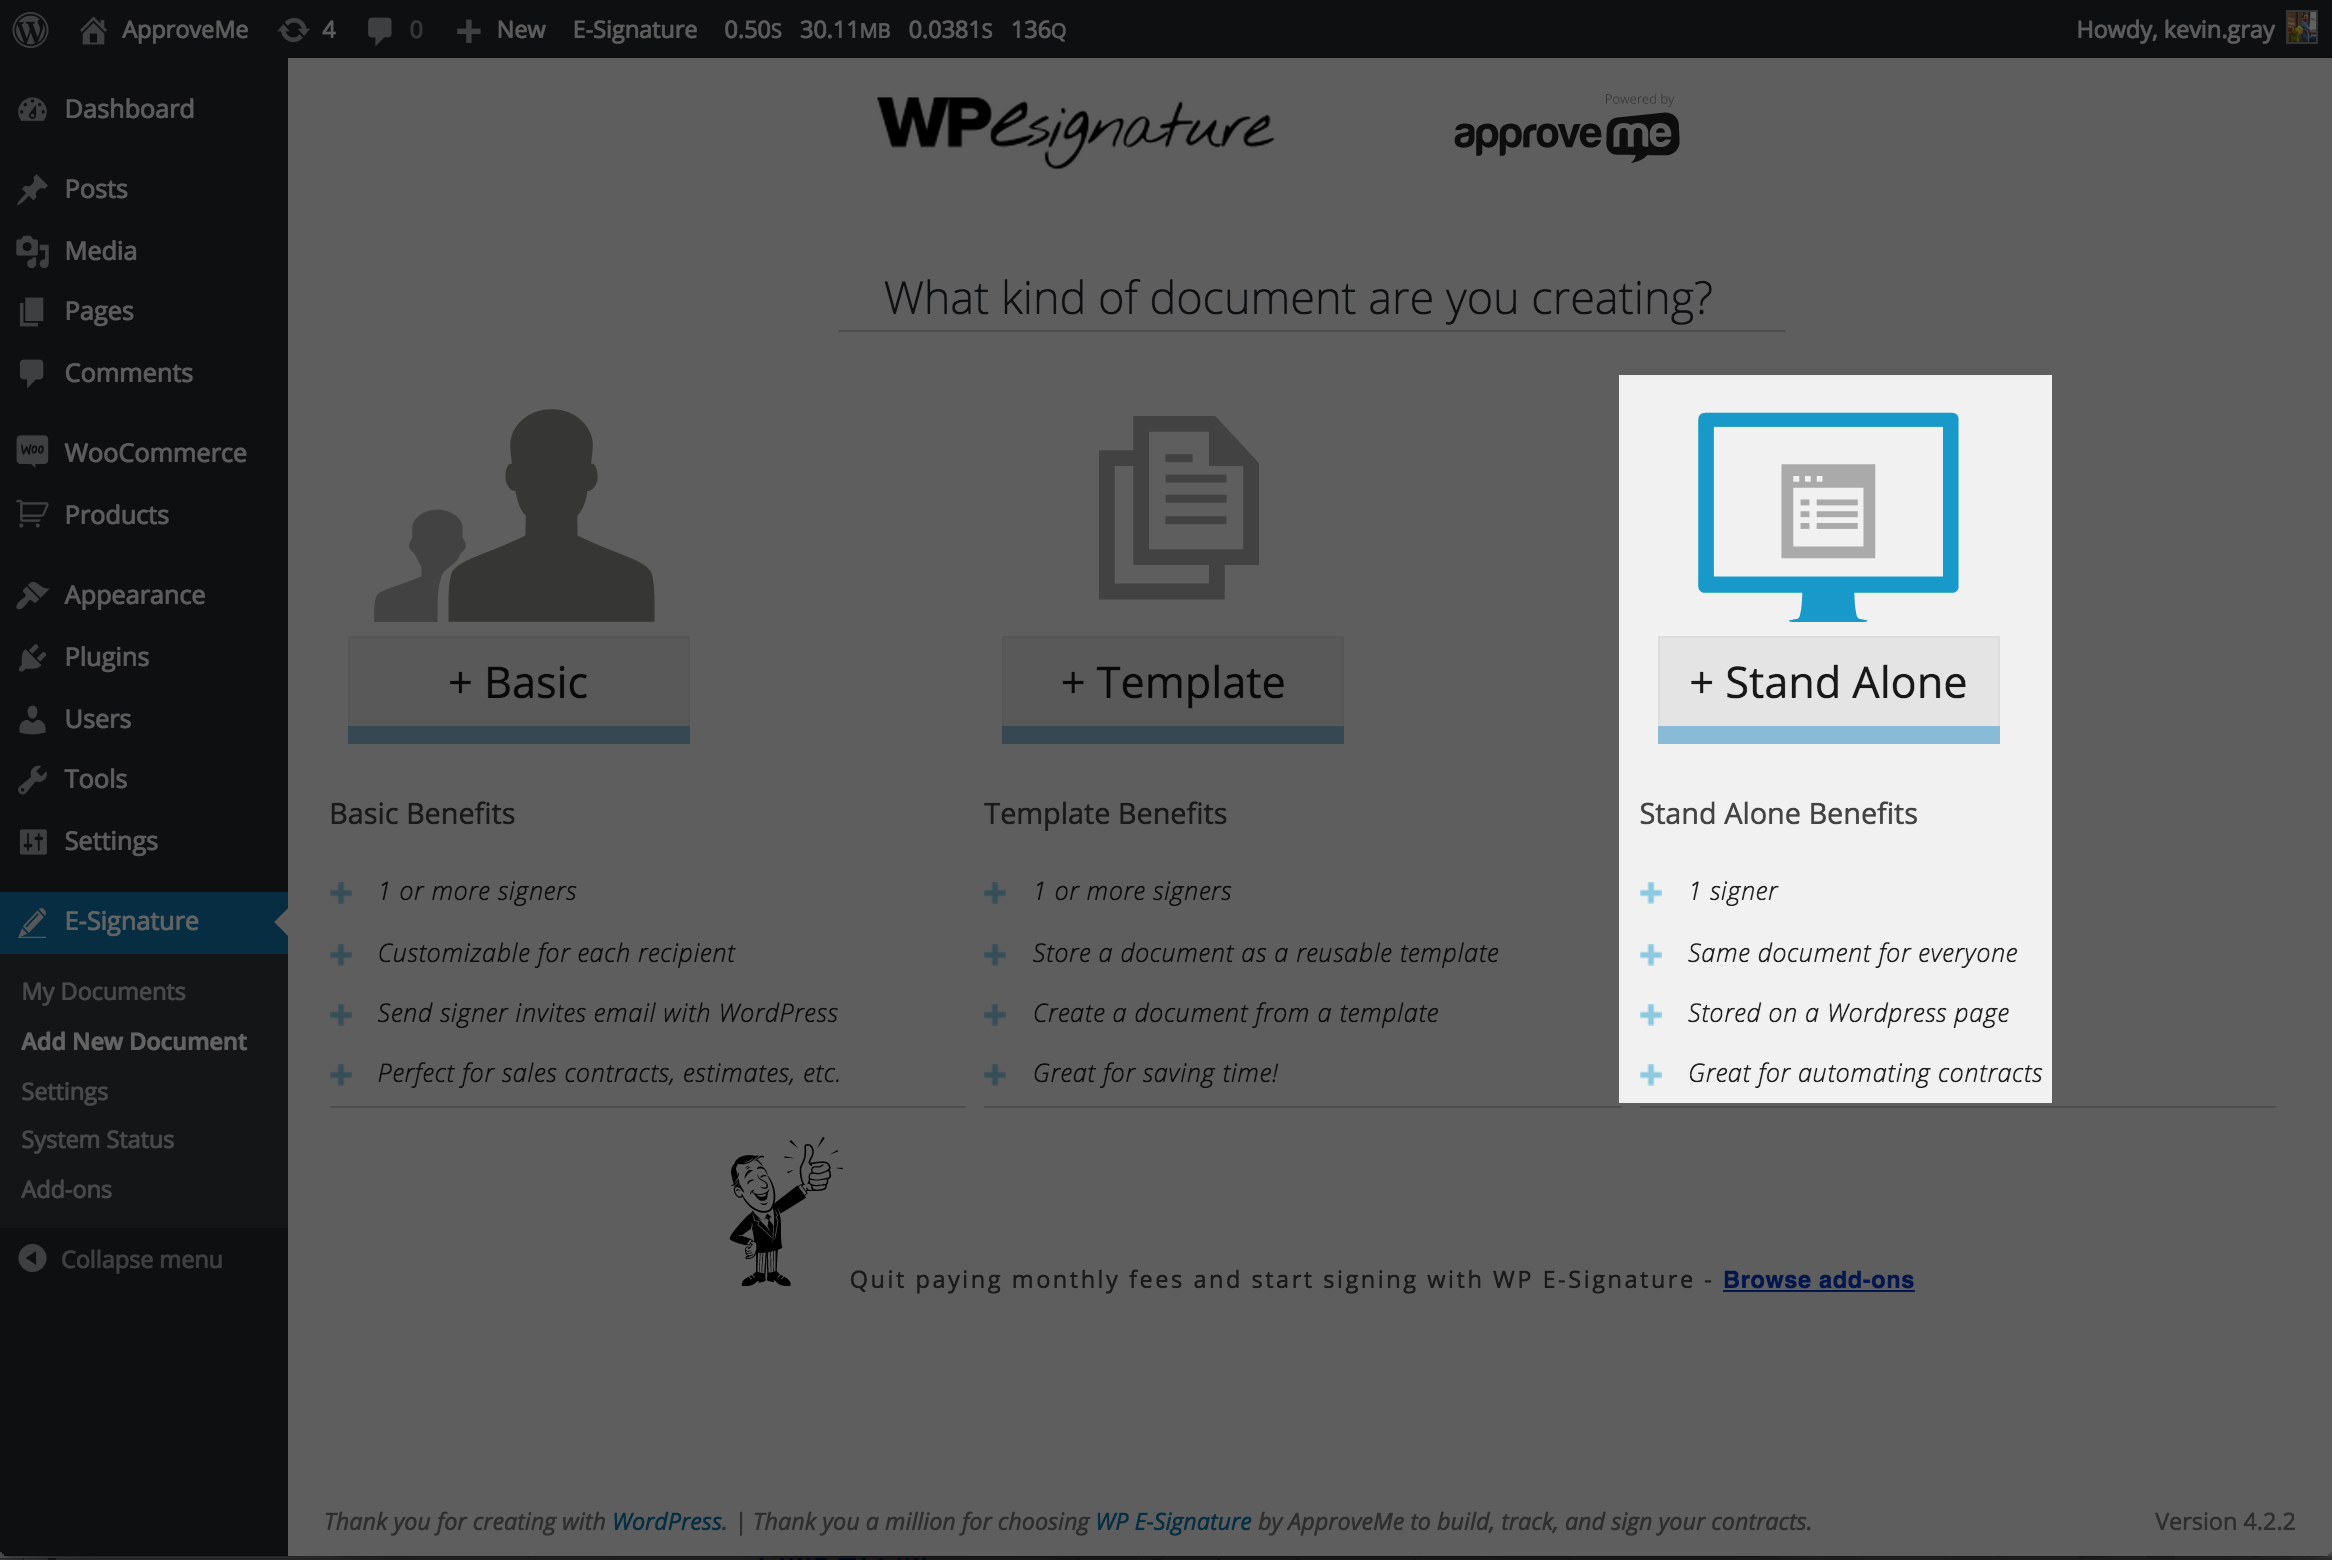 ApproveMe 4 0 New E-Signature 0.50S 30.11MB 0.0381S 136Q Howdy, kevin.gray
Dashboard
Posts
Media
Pages
Comments
WOO WooCommerce
Products
Appearance
Plugins
Users
Tools
Settings
E-Signature
My Documents
Add New Document
Settings
System Status
Add-ons
Collapse menu
WPesignature
Powered by
approveme
What kind of document are you creating?
+ Basic
Basic Benefits
1 or more signers
Customizable for each recipient
Send signer invites email with WordPress
Perfect for sales contracts, estimates, etc.
+ Template
Template Benefits
1 or more signers
Store a document as a reusable template
Create a document from a template
Great for saving time!
+ Stand Alone
Stand Alone Benefits
1 signer
Same document for everyone
Stored on a Wordpress page
Great for automating contracts
Quit paying monthly fees and start signing with WP E-Signature - Browse add-ons
Thank you for creating with WordPress. | Thank you a million for choosing WP E-Signature by ApproveMe to build, track, and sign your contracts.
Version 4.2.2